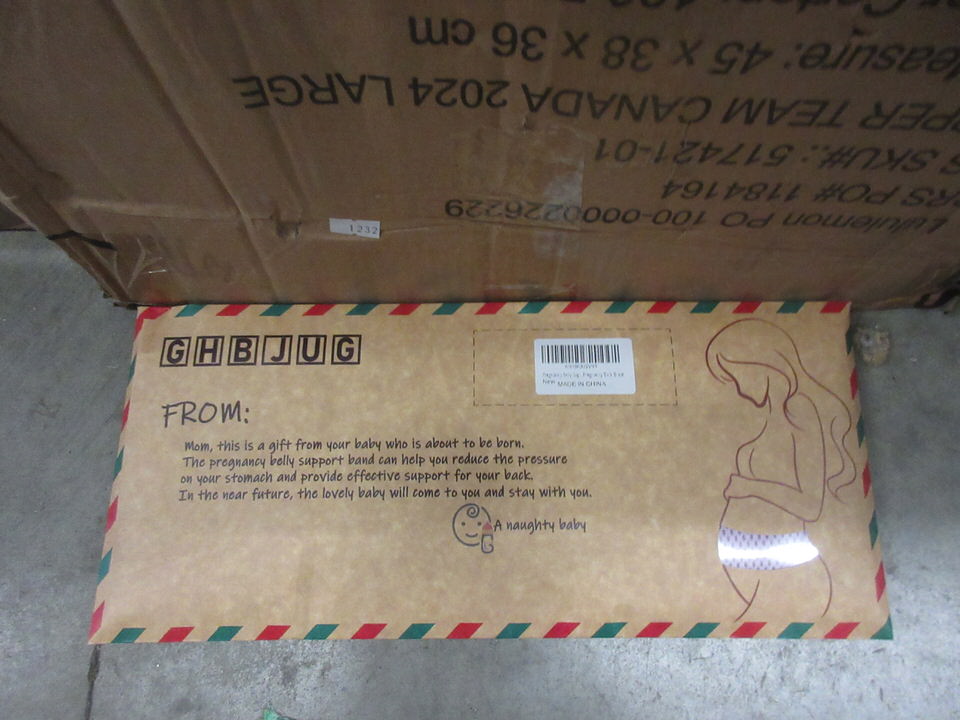 Lululemon PO 100-0000226229
RS PO# 1184164
SKU#: 517421-01
PER TEAM CANADA 2024 LARGE
easure: 45 x 38 x 36 cm
1232
GHBJUG
MADE IN CHINA
FROM:
Mom, this is a gift from your baby who is about to be born.
The pregnancy belly support band can help you reduce the pressure
on your stomach and provide effective support for your back.
In the near future, the lovely baby will come to you and stay with you.
A naughty baby